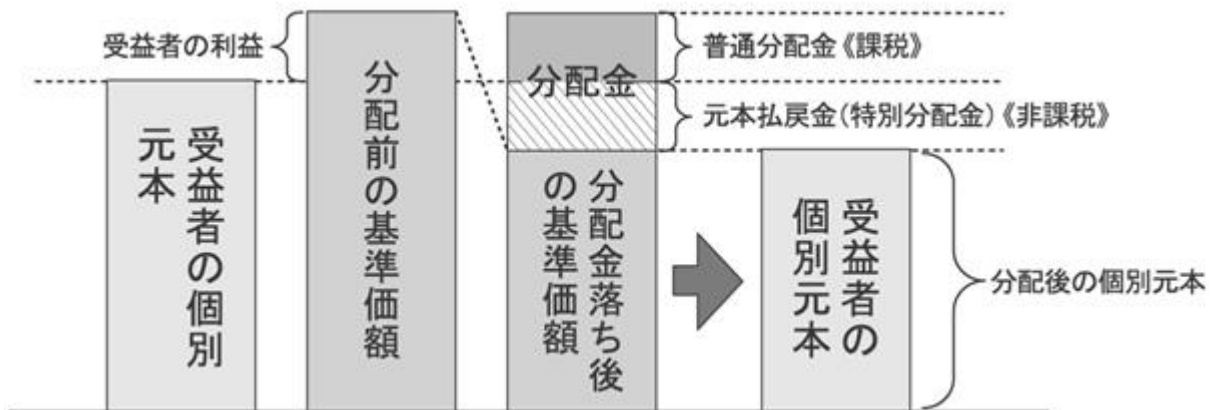 受益者の利益
受益者の個別
元本
分配前の基準価額
分配金
分配金落ち後
の基準価額
普通分配金《課税》
元本払戻金(特別分配金)《非課税》
受益者の
個別元本
分配後の個別元本